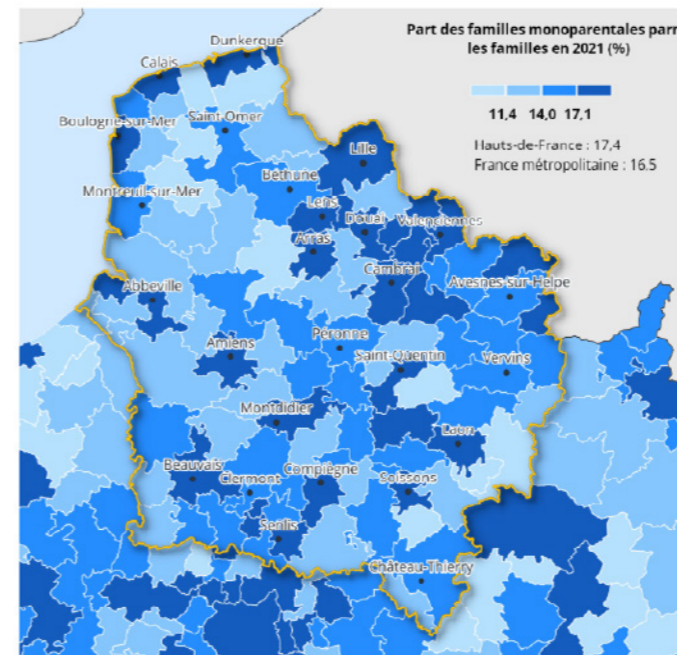 Part des familles monoparentales parm
les familles en 2021 (%)
11,4 14,0 17,1
Hauts-de-France : 17,4
France métropolitaine : 16.5
Dunkerque
Calais
Boulogne-sur-Mer
Saint-Omer
Lille
Béthune
Montreuil-sur-Mer
Lens
Douai
Valenciennes
Arras
Cambrai
Avesnes-sur-Helpe
Abbeville
Amiens
Péronne
Saint-Quentin
Vervins
Montdidier
Laon
Beauvais
Clermont
Compiègne
Soissons
Senlis
Château-Thierry